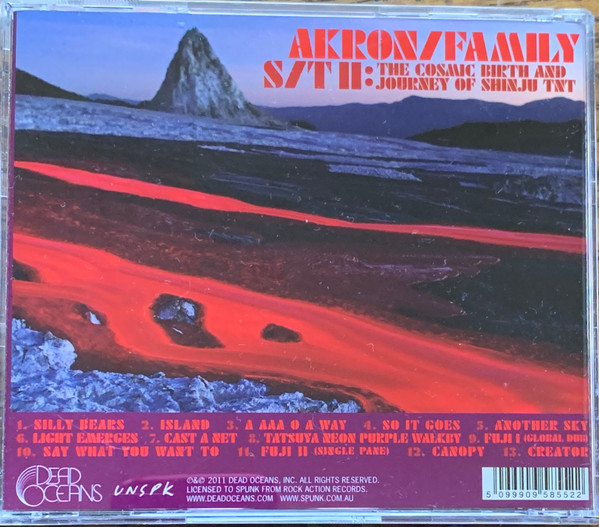 AKRON/FAMILY
S/T II: THE COSMIC BIRTH AND
JOURNEY OF SHINJU TNT
1. SILLY BEARS 2. ISLAND 3. A AAA O A WAY 4. SO IT GOES 5. ANOTHER SKY
6. LIGHT EMERGES 7. CAST A NET 8. TATSUYA NEON PURPLE WALKBY 9. FUJI I (GLOBAL DUB)
10. SAY WHAT YOU WANT TO 11. FUJI II (SINGLE PANE) 12. CANOPY 13. CREATOR
DEAD
OCEANS
UNSPK
©&℗ 2011 DEAD OCEANS, INC. ALL RIGHTS RESERVED.
LICENSED TO SPUNK FROM ROCK ACTION RECORDS.
WWW.DEADOCEANS.COM WWW.SPUNK.COM.AU
5 099909 585522